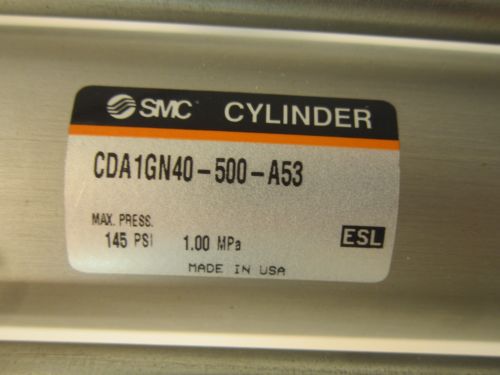 SMC CYLINDER
CDA1GN40-500-A53
MAX. PRESS.
145 PSI 1.00 MPa
ESL
MADE IN USA